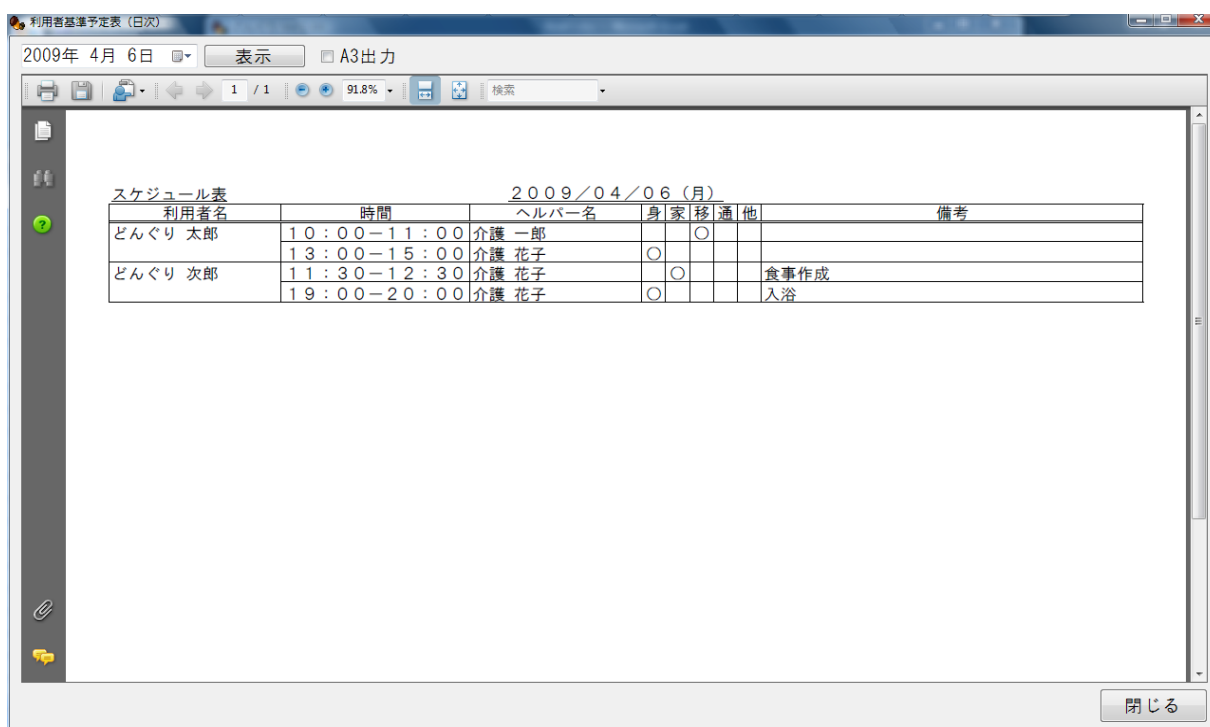 利用者基準予定表（日次）
2009年 4月 6日 表示 A3出力
1 / 1 91.8% 検索
スケジュール表 ２００９／０４／０６（月）
利用者名 時間 ヘルパー名 身 家 移 通 他 備考
どんぐり 太郎 １０：００－１１：００ 介護 一郎 ○
１３：００－１５：００ 介護 花子 ○
どんぐり 次郎 １１：３０－１２：３０ 介護 花子 ○ 食事作成
１９：００－２０：００ 介護 花子 ○ 入浴
閉じる